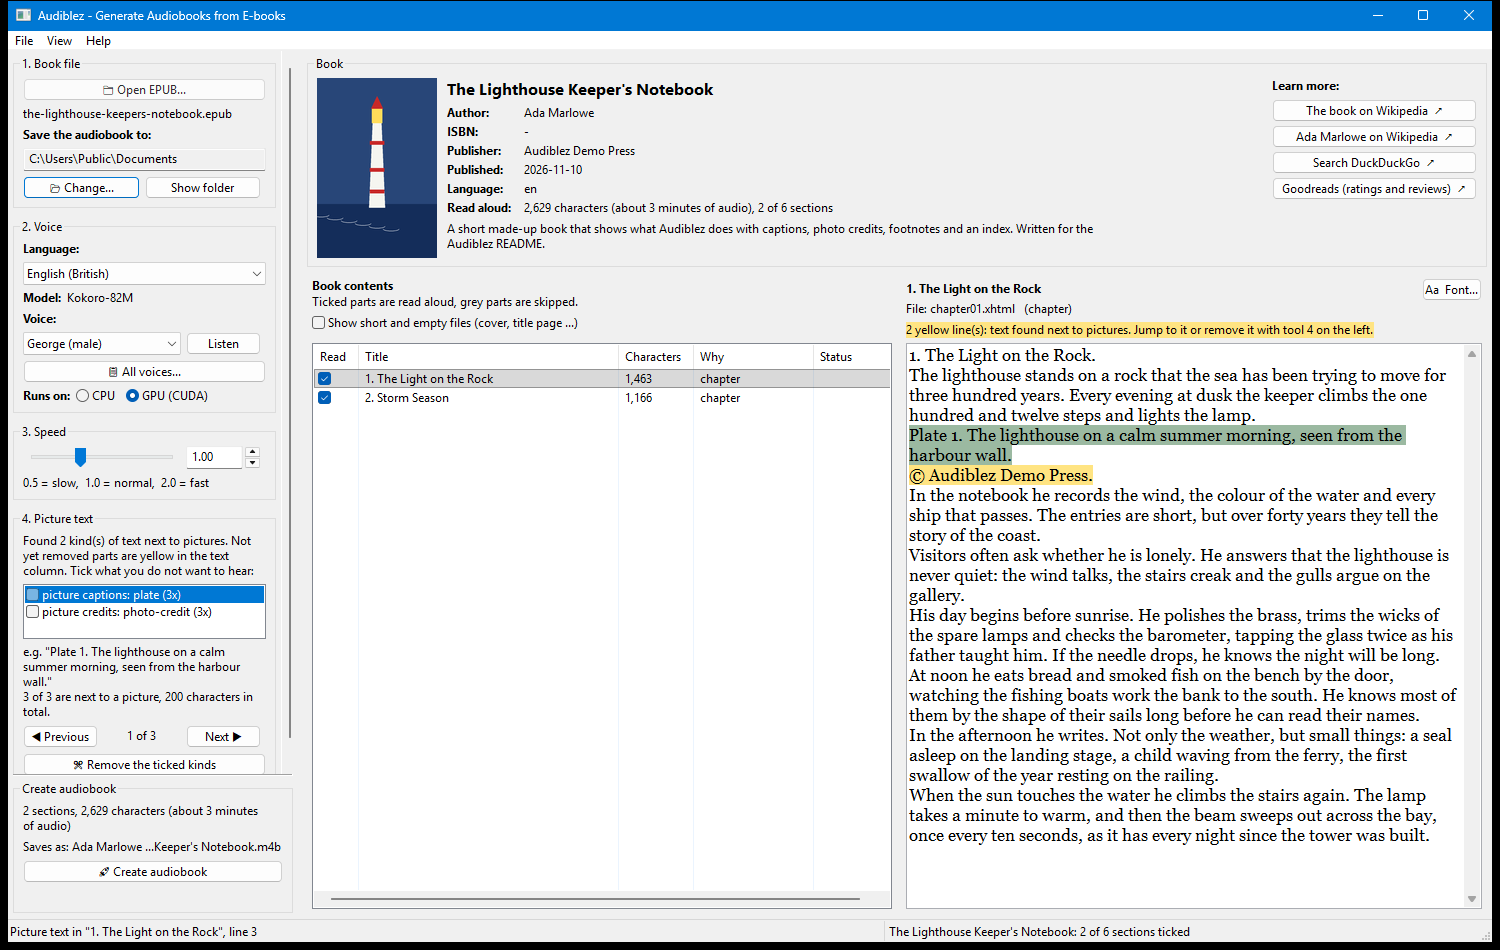 Audiblez - Generate Audiobooks from E-books
File View Help
1. Book file
Open EPUB...
the-lighthouse-keepers-notebook.epub
Save the audiobook to:
C:\Users\Public\Documents
Change... Show folder
2. Voice
Language:
English (British)
Model: Kokoro-82M
Voice:
George (male) Listen
All voices...
Runs on: CPU GPU (CUDA)
3. Speed
1.00
0.5 = slow, 1.0 = normal, 2.0 = fast
4. Picture text
Found 2 kind(s) of text next to pictures. Not
yet removed parts are yellow in the text
column. Tick what you do not want to hear:
picture captions: plate (3x)
picture credits: photo-credit (3x)
e.g. "Plate 1. The lighthouse on a calm
summer morning, seen from the harbour
wall."
3 of 3 are next to a picture, 200 characters in
total.
Previous 1 of 3 Next
Remove the ticked kinds
Create audiobook
2 sections, 2,629 characters (about 3 minutes
of audio)
Saves as: Ada Marlowe ...Keeper's Notebook.m4b
Create audiobook
Book
The Lighthouse Keeper's Notebook
Author: Ada Marlowe
ISBN: -
Publisher: Audiblez Demo Press
Published: 2026-11-10
Language: en
Read aloud: 2,629 characters (about 3 minutes of audio), 2 of 6 sections
A short made-up book that shows what Audiblez does with captions, photo credits, footnotes and an index. Written for the
Audiblez README.
Learn more:
The book on Wikipedia ↗
Ada Marlowe on Wikipedia ↗
Search DuckDuckGo ↗
Goodreads (ratings and reviews) ↗
Book contents
Ticked parts are read aloud, grey parts are skipped.
Show short and empty files (cover, title page ...)
Read Title Characters Why Status
1. The Light on the Rock 1,463 chapter
2. Storm Season 1,166 chapter
1. The Light on the Rock
Aa Font...
File: chapter01.xhtml (chapter)
2 yellow line(s): text found next to pictures. Jump to it or remove it with tool 4 on the left.
1. The Light on the Rock.
The lighthouse stands on a rock that the sea has been trying to move for
three hundred years. Every evening at dusk the keeper climbs the one
hundred and twelve steps and lights the lamp.
Plate 1. The lighthouse on a calm summer morning, seen from the
harbour wall.
© Audiblez Demo Press.
In the notebook he records the wind, the colour of the water and every
ship that passes. The entries are short, but over forty years they tell the
story of the coast.
Visitors often ask whether he is lonely. He answers that the lighthouse is
never quiet: the wind talks, the stairs creak and the gulls argue on the
gallery.
His day begins before sunrise. He polishes the brass, trims the wicks of
the spare lamps and checks the barometer, tapping the glass twice as his
father taught him. If the needle drops, he knows the night will be long.
At noon he eats bread and smoked fish on the bench by the door,
watching the fishing boats work the bank to the south. He knows most of
them by the shape of their sails long before he can read their names.
In the afternoon he writes. Not only the weather, but small things: a seal
asleep on the landing stage, a child waving from the ferry, the first
swallow of the year resting on the railing.
When the sun touches the water he climbs the stairs again. The lamp
takes a minute to warm, and then the beam sweeps out across the bay,
once every ten seconds, as it has every night since the tower was built.
Picture text in "1. The Light on the Rock", line 3
The Lighthouse Keeper's Notebook: 2 of 6 sections ticked